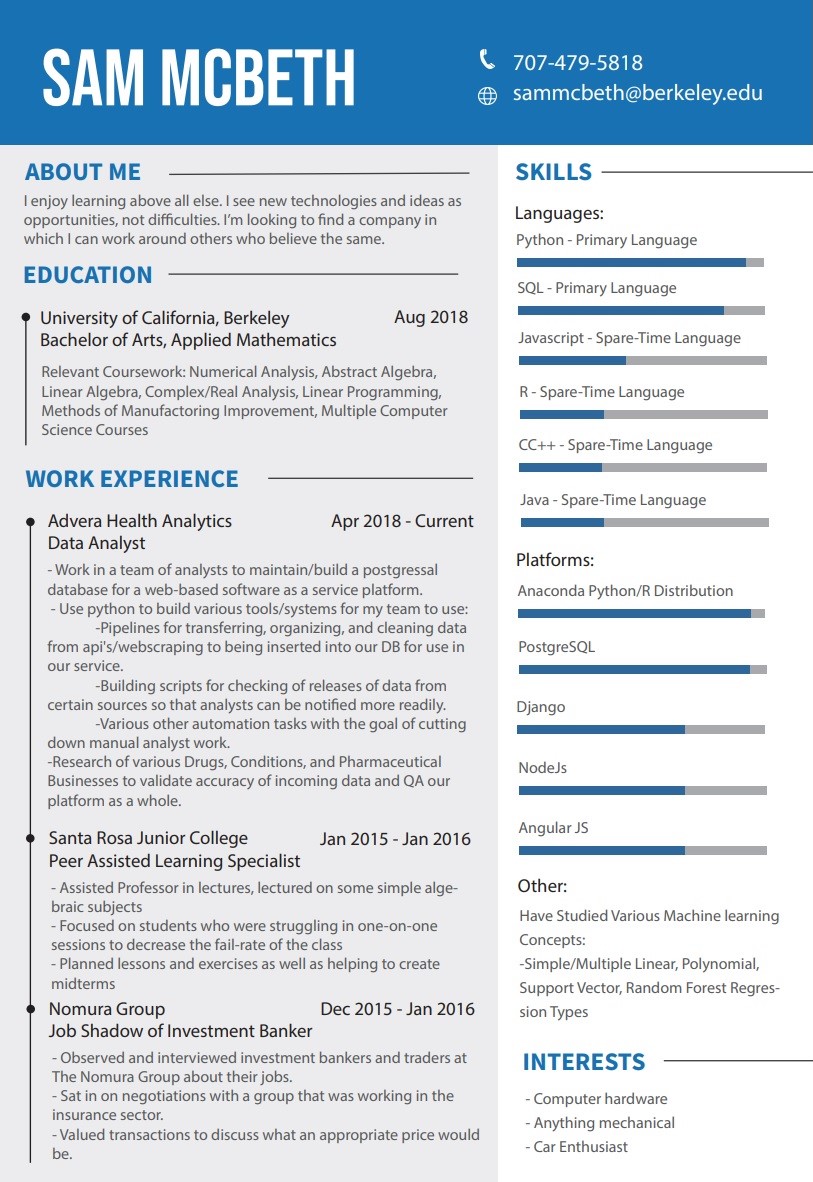 SAM MCBETH
707-479-5818
sammcbeth@berkeley.edu
ABOUT ME
I enjoy learning above all else. I see new technologies and ideas as
opportunities, not difficulties. I'm looking to find a company in
which I can work around others who believe the same.
EDUCATION
University of California, Berkeley Aug 2018
Bachelor of Arts, Applied Mathematics
Relevant Coursework: Numerical Analysis, Abstract Algebra,
Linear Algebra, Complex/Real Analysis, Linear Programming,
Methods of Manufactoring Improvement, Multiple Computer
Science Courses
WORK EXPERIENCE
Advera Health Analytics Apr 2018 - Current
Data Analyst
- Work in a team of analysts to maintain/build a postgressal
database for a web-based software as a service platform.
- Use python to build various tools/systems for my team to use:
-Pipelines for transferring, organizing, and cleaning data
from api's/webscraping to being inserted into our DB for use in
our service.
-Building scripts for checking of releases of data from
certain sources so that analysts can be notified more readily.
-Various other automation tasks with the goal of cutting
down manual analyst work.
-Research of various Drugs, Conditions, and Pharmaceutical
Businesses to validate accuracy of incoming data and QA our
platform as a whole.
Santa Rosa Junior College Jan 2015 - Jan 2016
Peer Assisted Learning Specialist
- Assisted Professor in lectures, lectured on some simple alge-
braic subjects
- Focused on students who were struggling in one-on-one
sessions to decrease the fail-rate of the class
- Planned lessons and exercises as well as helping to create
midterms
Nomura Group Dec 2015 - Jan 2016
Job Shadow of Investment Banker
- Observed and interviewed investment bankers and traders at
The Nomura Group about their jobs.
- Sat in on negotiations with a group that was working in the
insurance sector.
- Valued transactions to discuss what an appropriate price would
be.
SKILLS
Languages:
Python - Primary Language
SQL - Primary Language
Javascript - Spare-Time Language
R - Spare-Time Language
CC++ - Spare-Time Language
Java - Spare-Time Language
Platforms:
Anaconda Python/R Distribution
PostgreSQL
Django
NodeJs
Angular JS
Other:
Have Studied Various Machine learning
Concepts:
-Simple/Multiple Linear, Polynomial,
Support Vector, Random Forest Regres-
sion Types
INTERESTS
- Computer hardware
- Anything mechanical
- Car Enthusiast